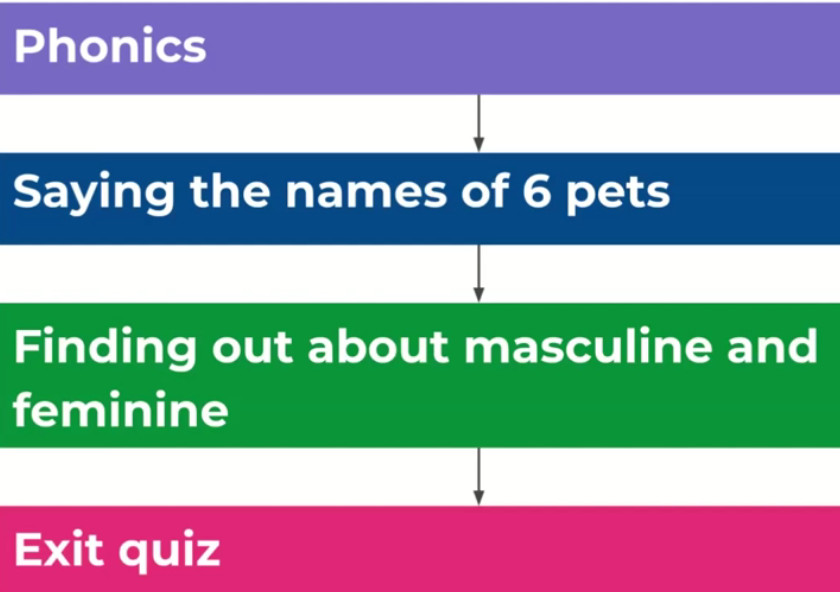 Phonics
Saying the names of 6 pets
Finding out about masculine and
feminine
Exit quiz